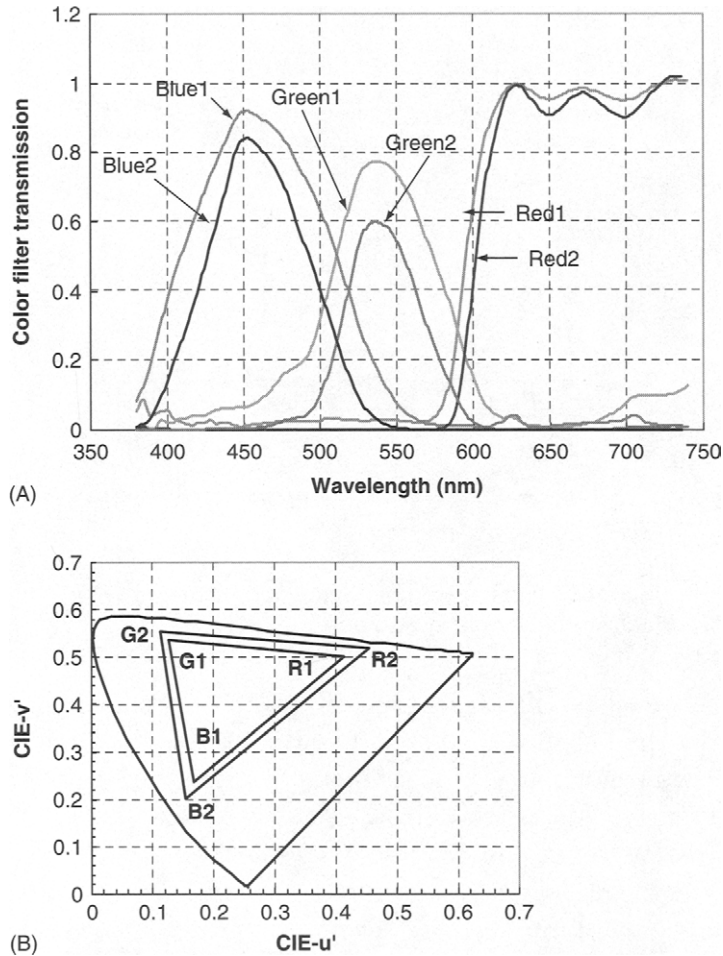 1.2
1
0.8
0.6
0.4
0.2
0
Color filter transmission
Blue1
Blue2
Green1
Green2
Red1
Red2
350 400 450 500 550 600 650 700 750
Wavelength (nm)
(A)
0.7
0.6
0.5
0.4
0.3
0.2
0.1
0
CIE-v'
G2
G1
R1
R2
B1
B2
0 0.1 0.2 0.3 0.4 0.5 0.6 0.7
CIE-u'
(B)